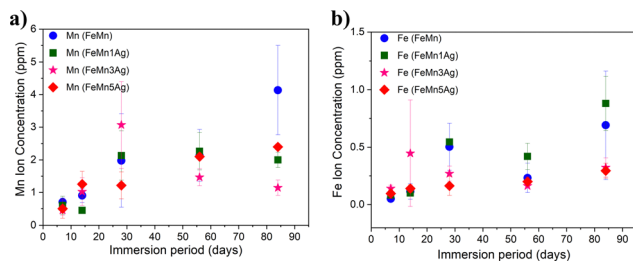 a)
Mn Ion Concentration (ppm)
6
5
4
3
2
1
0
Mn (FeMn)
Mn (FeMn1Ag)
Mn (FeMn3Ag)
Mn (FeMn5Ag)
0 10 20 30 40 50 60 70 80 90
Immersion period (days)
b)
Fe Ion Concentration (ppm)
1.5
1.0
0.5
0.0
Fe (FeMn)
Fe (FeMn1Ag)
Fe (FeMn3Ag)
Fe (FeMn5Ag)
0 10 20 30 40 50 60 70 80 90
Immersion period (days)